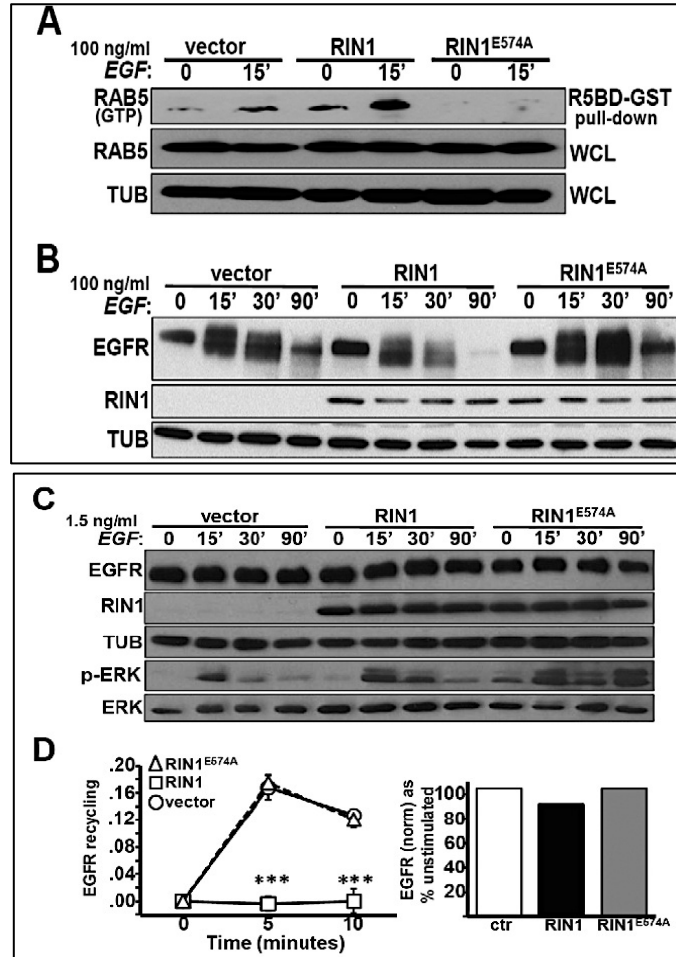 A
vector RIN1 RIN1E574A
100 ng/ml
EGF: 0 15’ 0 15’ 0 15’
RAB5 (GTP) R5BD-GST pull-down
RAB5 WCL
TUB WCL
B
vector RIN1 RIN1E574A
100 ng/ml
EGF: 0 15’ 30’ 90’ 0 15’ 30’ 90’ 0 15’ 30’ 90’
EGFR
RIN1
TUB
C
vector RIN1 RIN1E574A
1.5 ng/ml
EGF: 0 15’ 30’ 90’ 0 15’ 30’ 90’ 0 15’ 30’ 90’
EGFR
RIN1
TUB
p-ERK
ERK
D
RIN1E574A
RIN1
vector
EGFR recycling
.20
.16
.12
.08
.04
.00
*** ***
0 5 10
Time (minutes)
EGFR (norm) as
% unstimulated
100
80
60
40
20
ctr RIN1 RIN1E574A